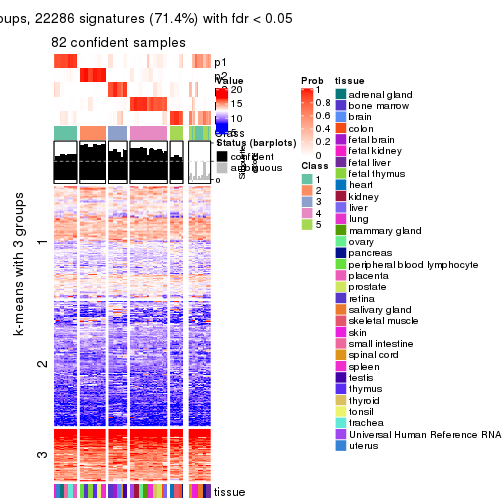 oups, 22286 signatures (71.4%) with fdr < 0.05
82 confident samples
p1
p2
Value
20
15
10
5
Class
Status (barplots)
confident
ambiguous
0
k-means with 3 groups
1
2
3
tissue
Prob
1
0.8
0.6
0.4
0.2
0
Class
1
2
3
4
5
tissue
adrenal gland
bone marrow
brain
colon
fetal brain
fetal kidney
fetal liver
fetal thymus
heart
kidney
liver
lung
mammary gland
ovary
pancreas
peripheral blood lymphocyte
placenta
prostate
retina
salivary gland
skeletal muscle
skin
small intestine
spinal cord
spleen
testis
thymus
thyroid
tonsil
trachea
Universal Human Reference RNA
uterus